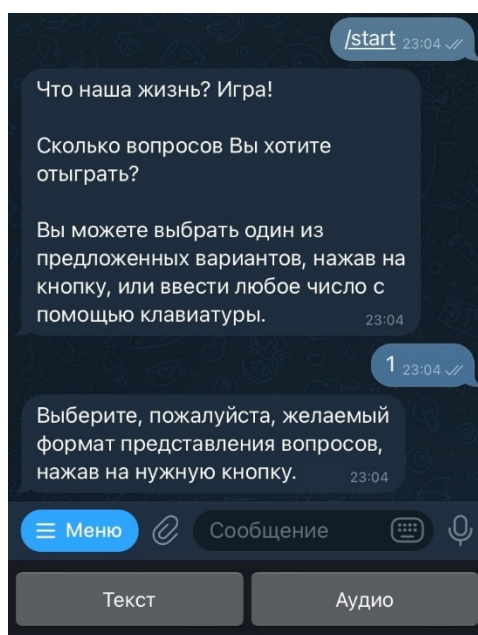 /start 23:04
Что наша жизнь? Игра!
Сколько вопросов Вы хотите
отыграть?
Вы можете выбрать один из
предложенных вариантов, нажав на
кнопку, или ввести любое число с
помощью клавиатуры. 23:04
1 23:04
Выберите, пожалуйста, желаемый
формат представления вопросов,
нажав на нужную кнопку. 23:04
Меню Сообщение
Текст Аудио